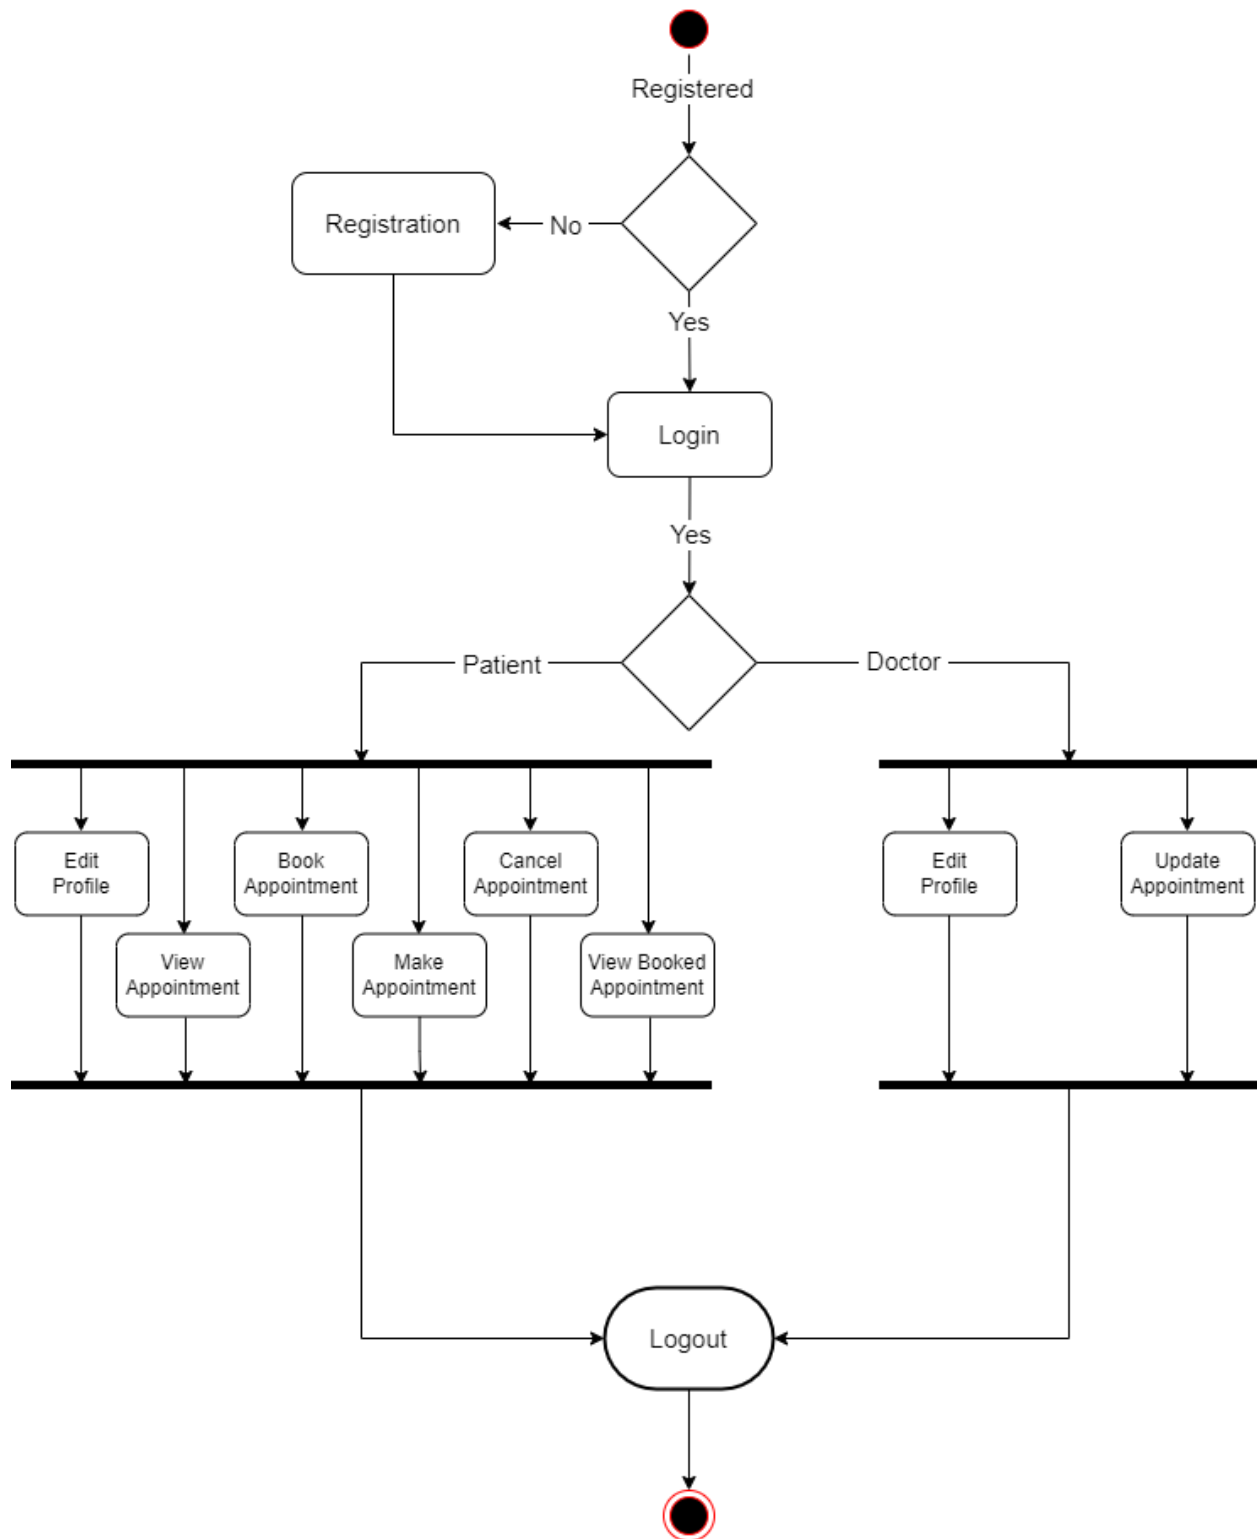 Registered
Registration
No
Yes
Login
Yes
Patient
Doctor
Edit
Profile
Book
Appointment
Cancel
Appointment
Edit
Profile
Update
Appointment
View
Appointment
Make
Appointment
View Booked
Appointment
Logout